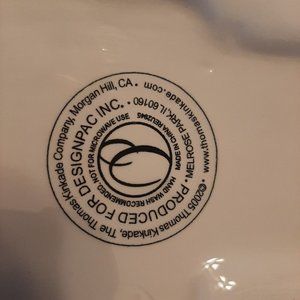 ©2005 Thomas Kinkade, The Thomas Kinkade Company, Morgan Hill, CA. • www.thomaskinkade.com •
PRODUCED FOR DESIGNPAC INC. • MELROSE PARK, IL 60160 •
HAND WASH RECOMMENDED. NOT FOR MICROWAVE USE
MADE IN CHINA